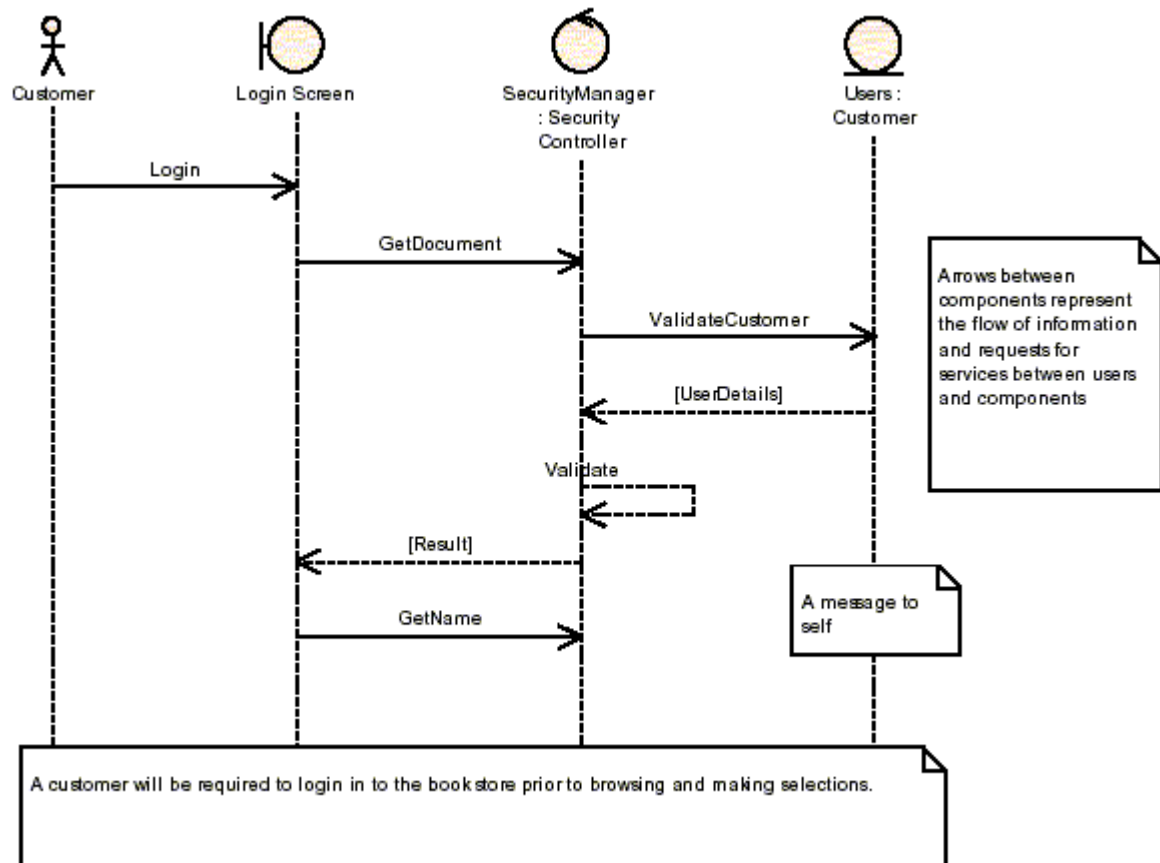 Customer
Login Screen
SecurityManager
: Security
Controller
Users :
Customer
Login
GetDocument
ValidateCustomer
[UserDetails]
Validate
[Result]
GetName
Arrows between
components represent
the flow of information
and requests for
services between users
and components
A message to
self
A customer will be required to login in to the bookstore prior to browsing and making selections.